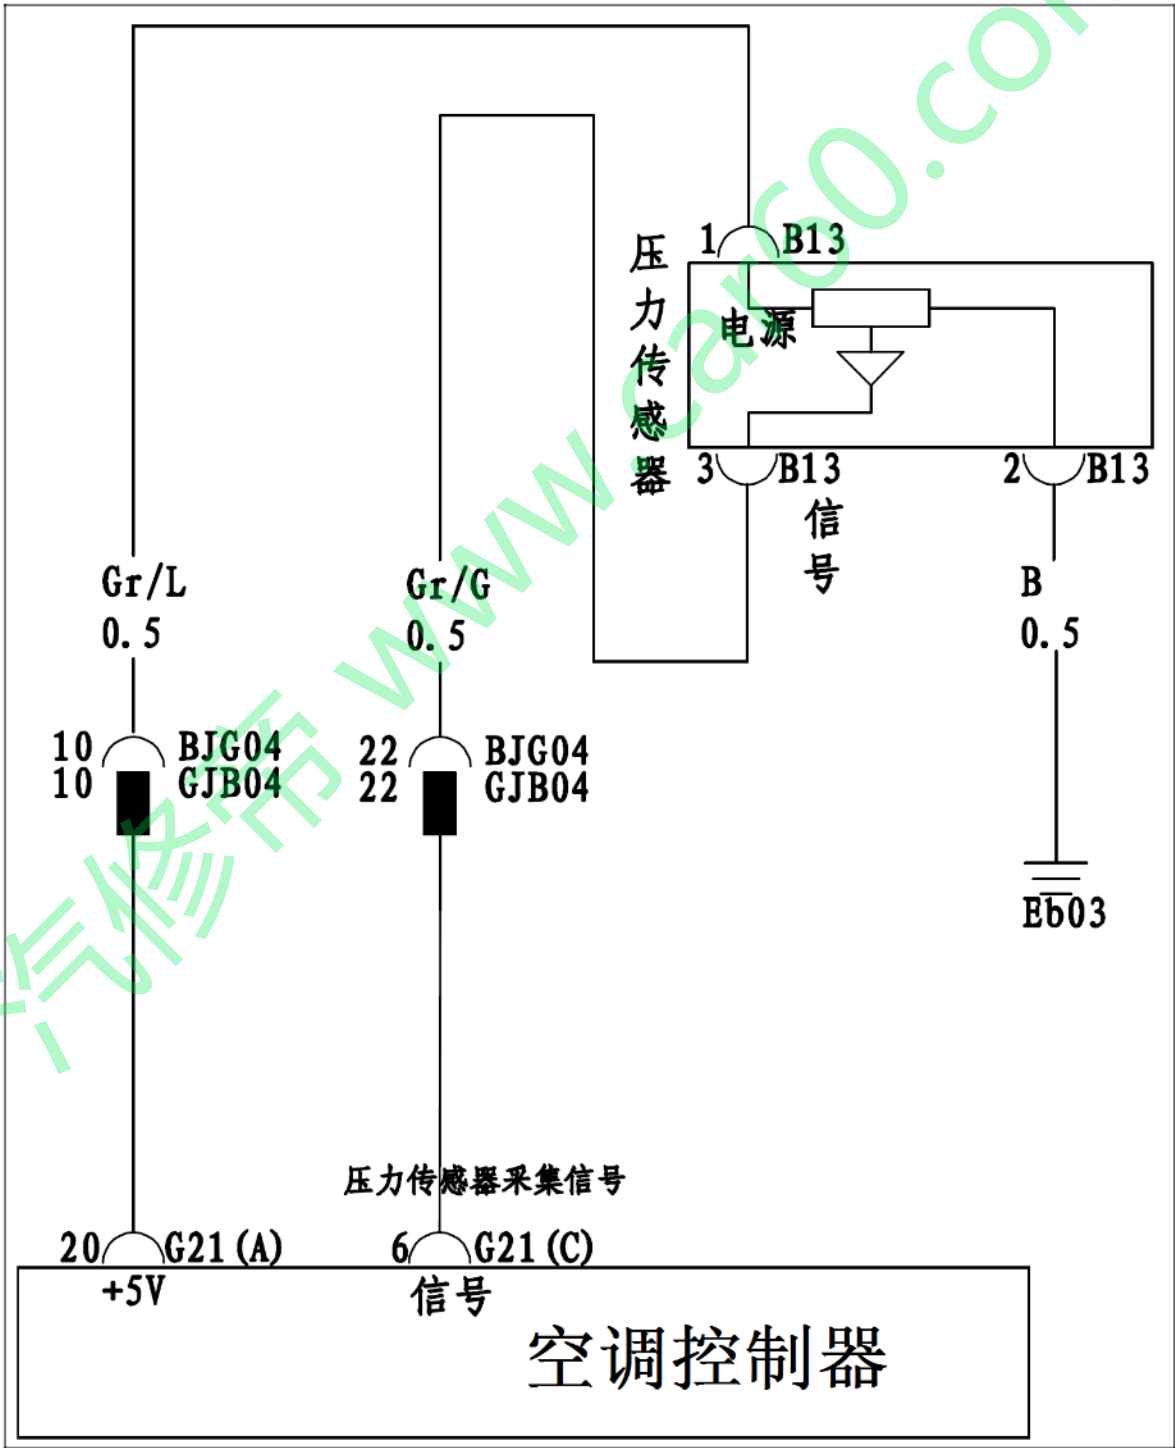 1 B13
压力传感器
电源
3 B13
2 B13
信号
Gr/L
0.5
Gr/G
0.5
B
0.5
10 BJG04
10 GJB04
22 BJG04
22 GJB04
Eb03
压力传感器采集信号
20 G21(A)
6 G21(C)
+5V
信号
空调控制器
汽修帝 www.car60.com